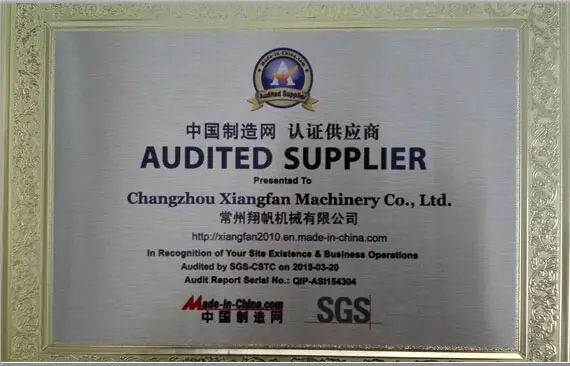 Made-in-China.com
Audited Supplier
中国制造网 认证供应商
AUDITED SUPPLIER
Presented To
Changzhou Xiangfan Machinery Co., Ltd.
常州翔帆机械有限公司
http://xiangfan2010.en.made-in-china.com
In Recognition of Your Site Existence & Business Operations
Audited by SGS-CSTC on 2015-03-20
Audit Report Serial No.: QIP-ASI154304
Made-in-China.com
中国制造网
SGS